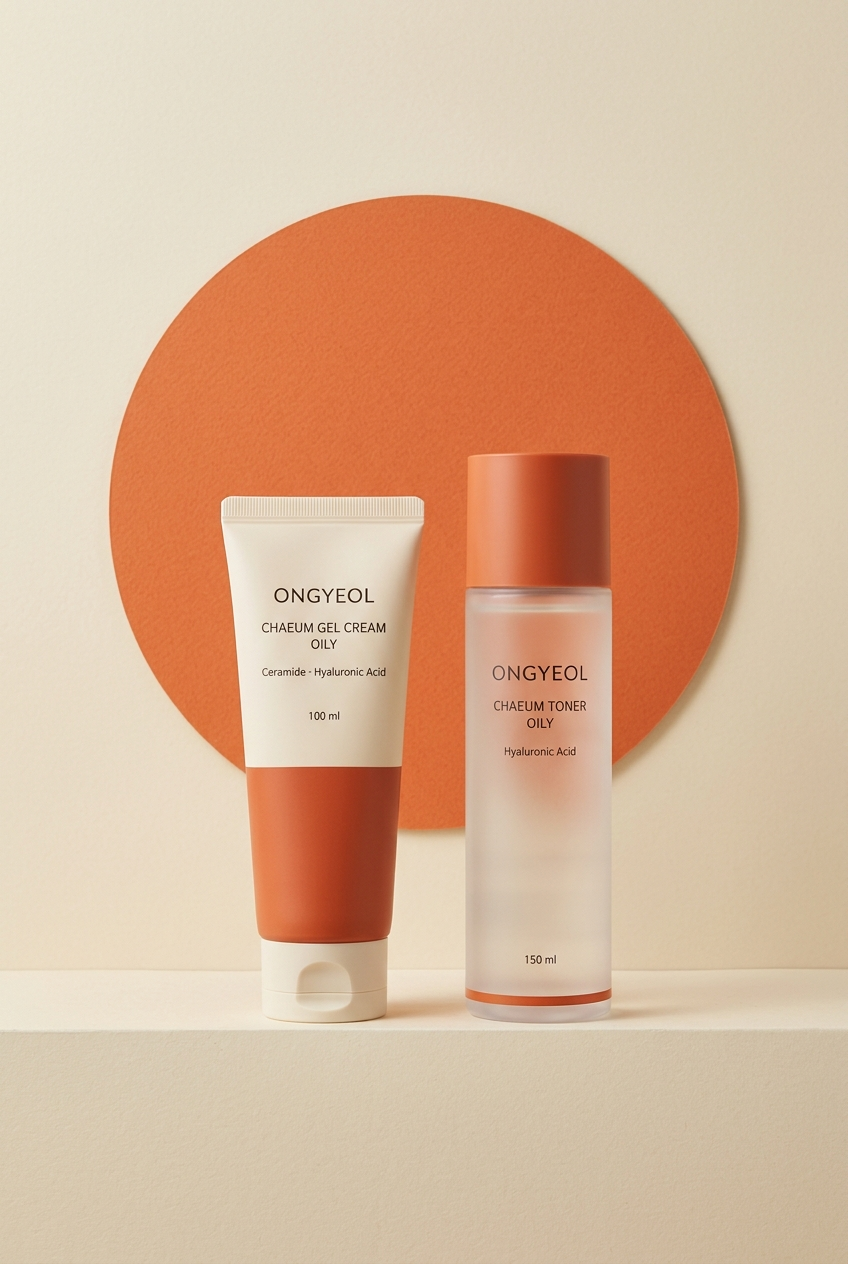 ONGYEOL
CHAEUM GEL CREAM
OILY
Ceramide - Hyaluronic Acid
100 ml
ONGYEOL
CHAEUM TONER
OILY
Hyaluronic Acid
150 ml